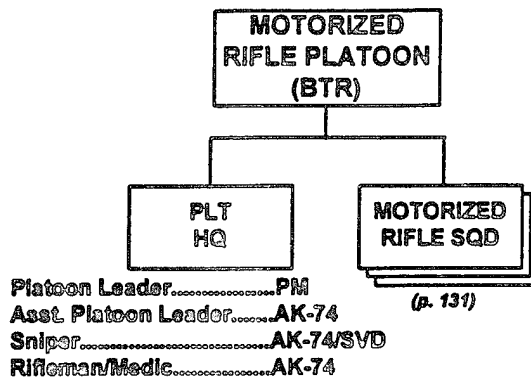 MOTORIZED
RIFLE PLATOON
(BTR)
PLT
HQ
MOTORIZED
RIFLE SQD
(p. 131)
Platoon Leader................PM
Asst. Platoon Leader.......AK-74
Sniper...............................AK-74/SVD
Rifleman/Medic................AK-74